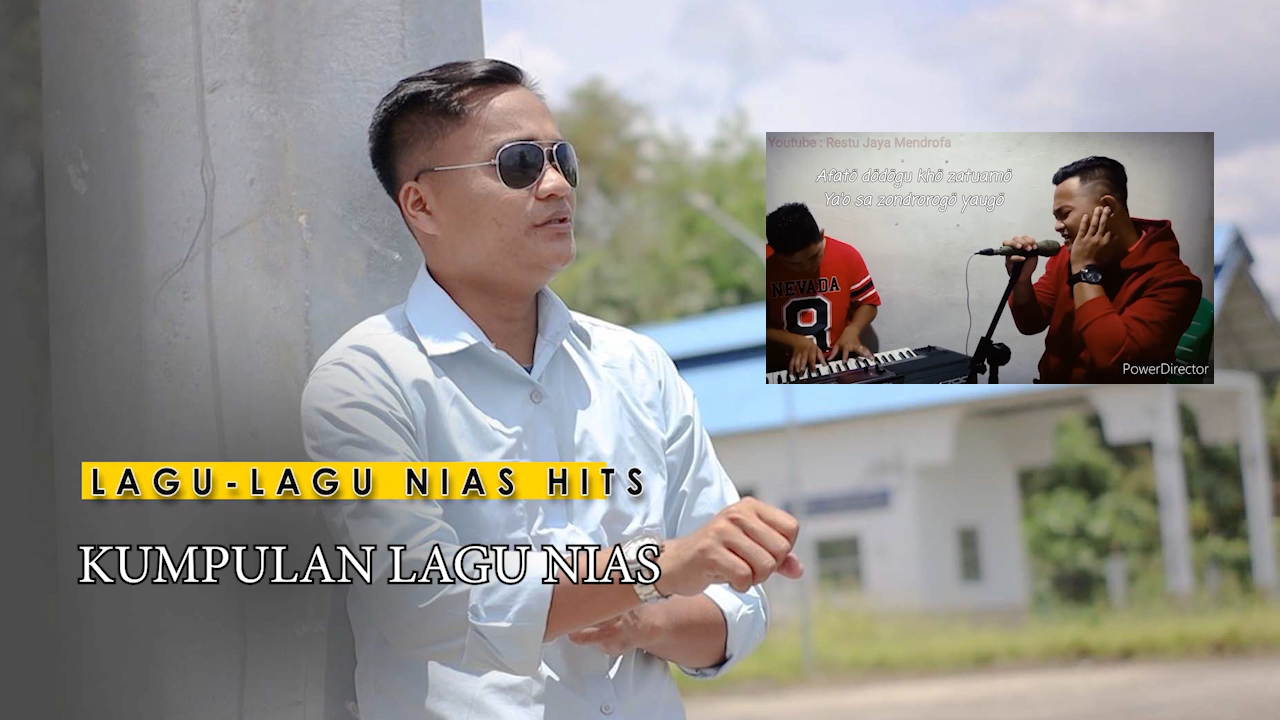 Youtube : Restu Jaya Mendrofa
Afatö dödögu khö zatuamö
Ya'o sa zondrorogö yaugö
NEVADA
8
PowerDirector
LAGU-LAGU NIAS HITS
KUMPULAN LAGU NIAS